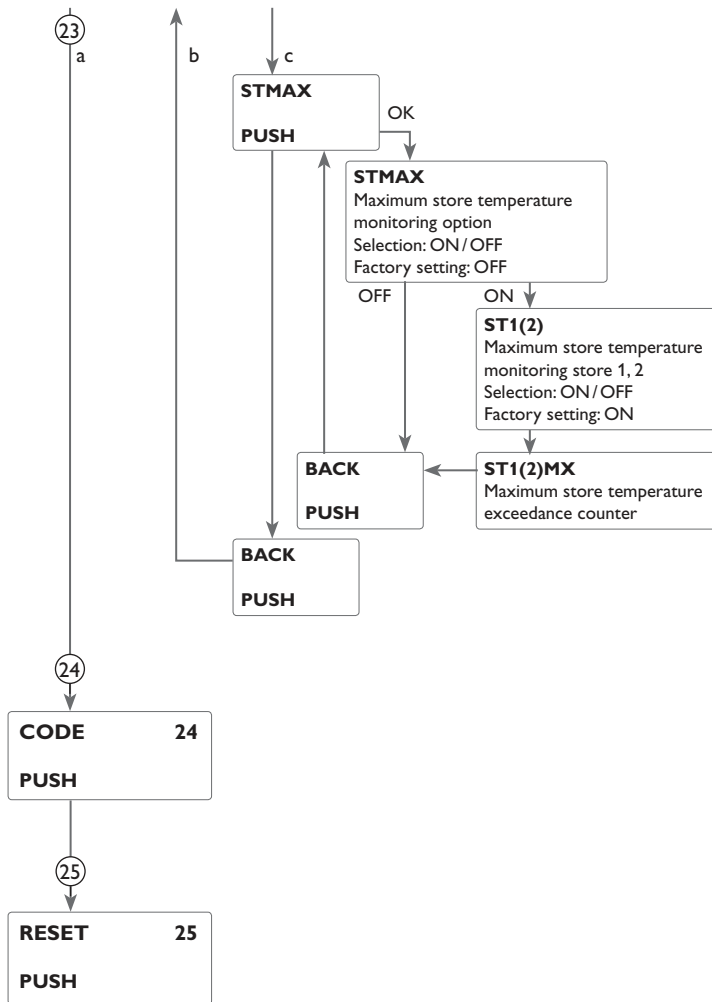 23
a
b
c
STMAX
PUSH
OK
STMAX
Maximum store temperature
monitoring option
Selection: ON / OFF
Factory setting: OFF
OFF
ON
ST1(2)
Maximum store temperature
monitoring store 1, 2
Selection: ON / OFF
Factory setting: ON
BACK
PUSH
ST1(2)MX
Maximum store temperature
exceedance counter
BACK
PUSH
24
CODE 24
PUSH
25
RESET 25
PUSH